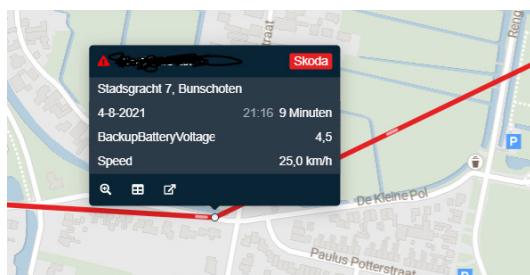 Skoda
Stadsgracht 7, Bunschoten
4-8-2021 21:16 9 Minuten
BackupBatteryVoltage 4,5
Speed 25,0 km/h
De Kleine Pol
Paulus Potterstraat
P
P